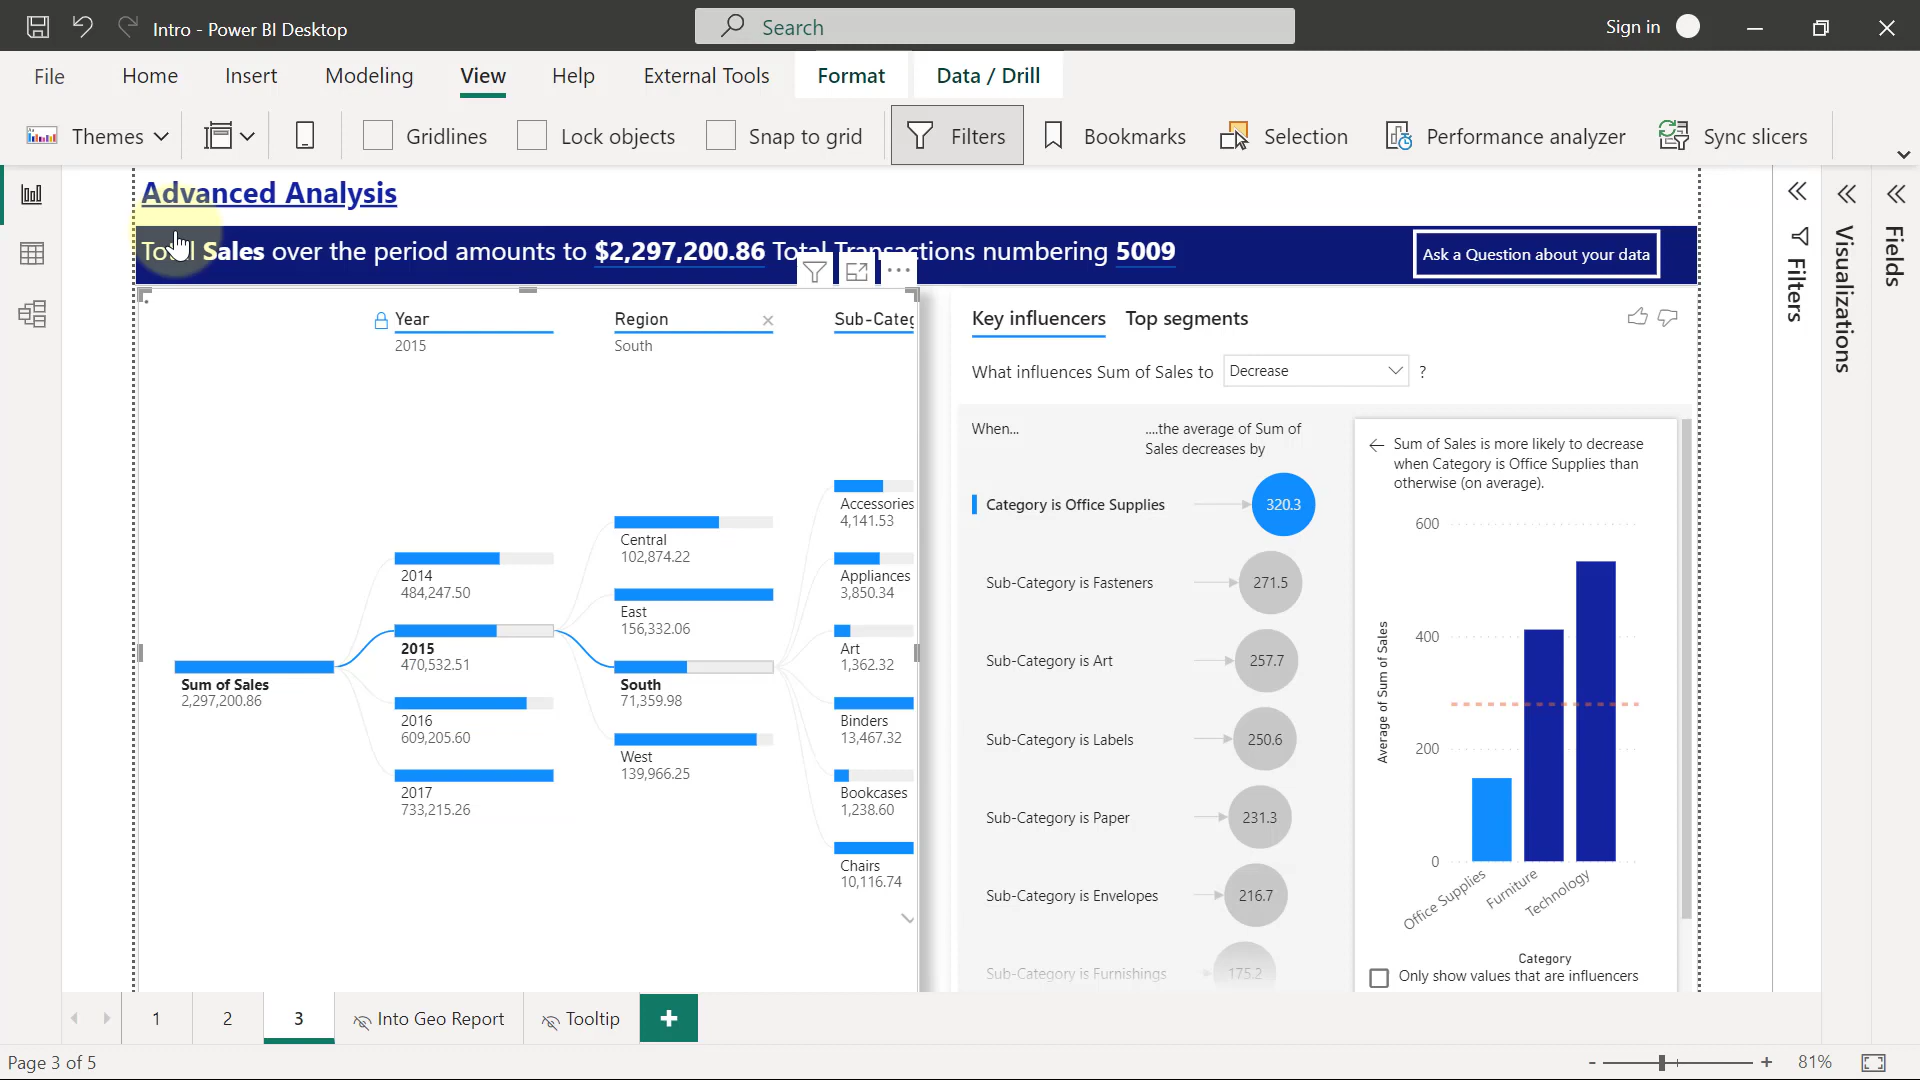 Intro - Power BI Desktop
Search
Sign in
File
Home
Insert
Modeling
View
Help
External Tools
Format
Data / Drill
Themes
Gridlines
Lock objects
Snap to grid
Filters
Bookmarks
Selection
Performance analyzer
Sync slicers
Advanced Analysis
Total Sales over the period amounts to $2,297,200.86 Total Transactions numbering 5009
Ask a Question about your data
Year
2015
Region
South
Sub-Categ
Sum of Sales
2,297,200.86
2014
484,247.50
2015
470,532.51
2016
609,205.60
2017
733,215.26
Central
102,874.22
East
156,332.06
South
71,359.98
West
139,966.25
Accessories
4,141.53
Appliances
3,850.34
Art
1,362.32
Binders
13,467.32
Bookcases
1,238.60
Chairs
10,116.74
Key influencers
Top segments
What influences Sum of Sales to
Decrease
?
When...
....the average of Sum of
Sales decreases by
Category is Office Supplies
320.3
Sub-Category is Fasteners
271.5
Sub-Category is Art
257.7
Sub-Category is Labels
250.6
Sub-Category is Paper
231.3
Sub-Category is Envelopes
216.7
Sub-Category is Furnishings
175.2
Sum of Sales is more likely to decrease
when Category is Office Supplies than
otherwise (on average).
600
400
200
0
Average of Sum of Sales
Office Supplies
Furniture
Technology
Category
Only show values that are influencers
Filters
Visualizations
Fields
1
2
3
Into Geo Report
Tooltip
+
Page 3 of 5
-
+
81%